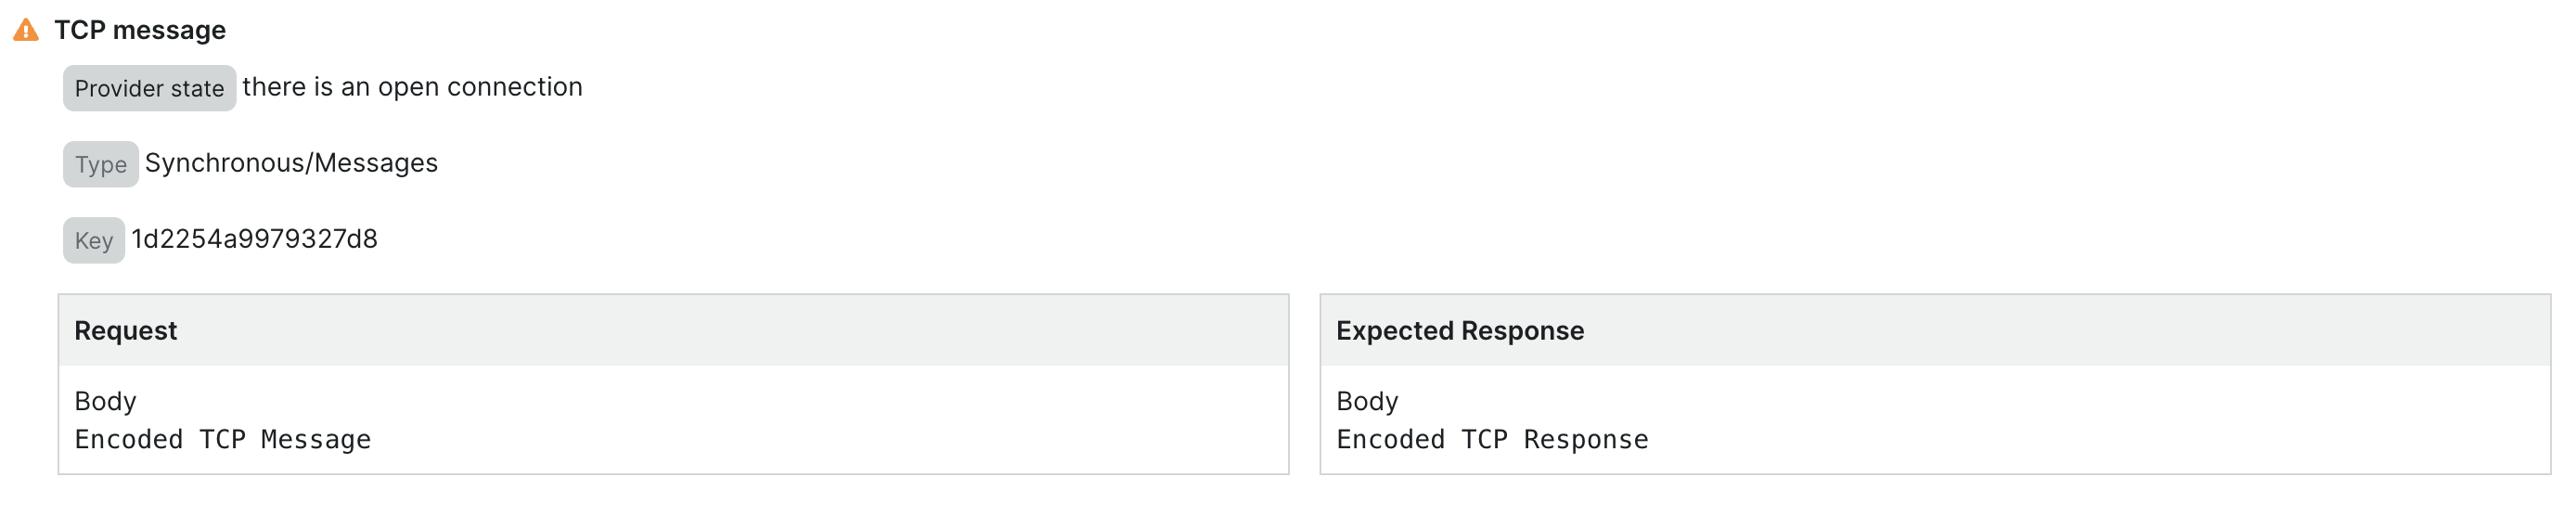 TCP message
Provider state there is an open connection
Type Synchronous/Messages
Key 1d2254a9979327d8
Request
Body
Encoded TCP Message
Expected Response
Body
Encoded TCP Response